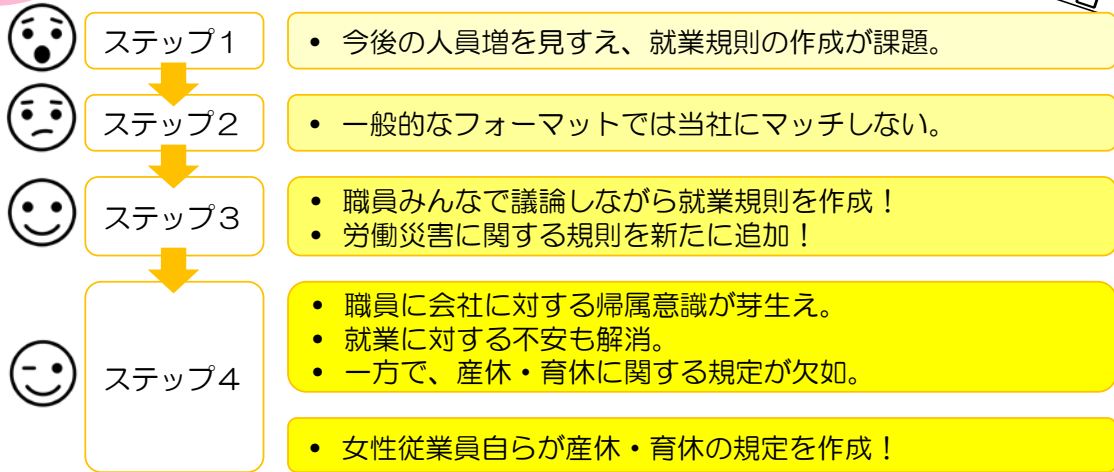 ステップ１
• 今後の人員増を見すえ、就業規則の作成が課題。
ステップ２
• 一般的なフォーマットでは当社にマッチしない。
ステップ３
• 職員みんなで議論しながら就業規則を作成！
• 労働災害に関する規則を新たに追加！
ステップ４
• 職員に会社に対する帰属意識が芽生え。
• 就業に対する不安も解消。
• 一方で、産休・育休に関する規定が欠如。
• 女性従業員自らが産休・育休の規定を作成！